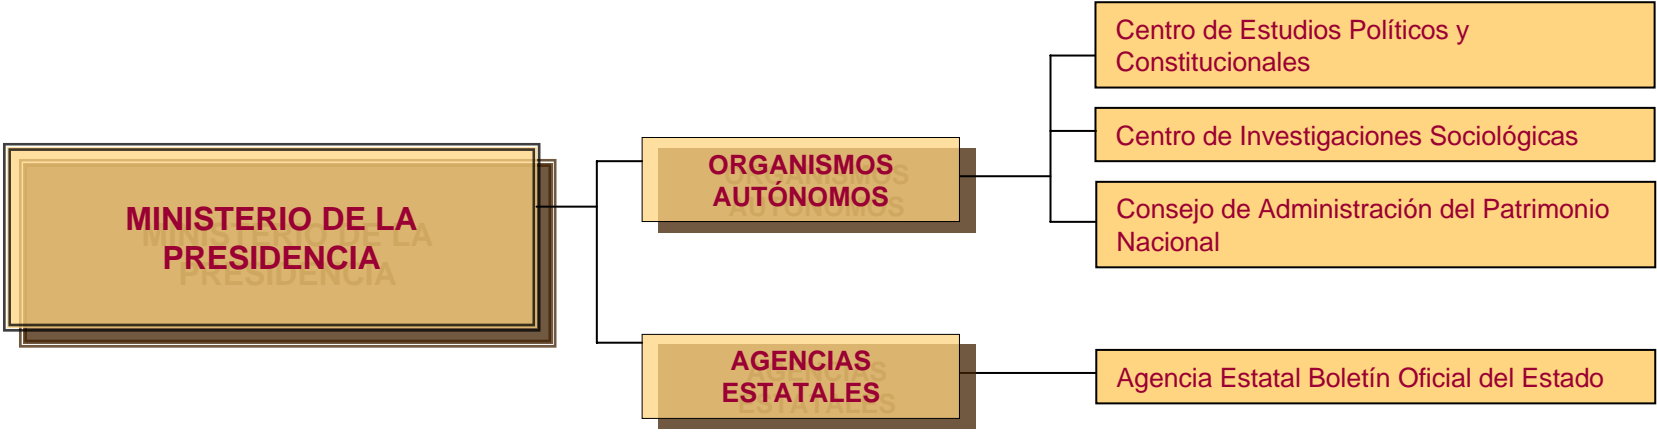 MINISTERIO DE LA
PRESIDENCIA
ORGANISMOS
AUTÓNOMOS
Centro de Estudios Políticos y
Constitucionales
Centro de Investigaciones Sociológicas
Consejo de Administración del Patrimonio
Nacional
AGENCIAS
ESTATALES
Agencia Estatal Boletín Oficial del Estado